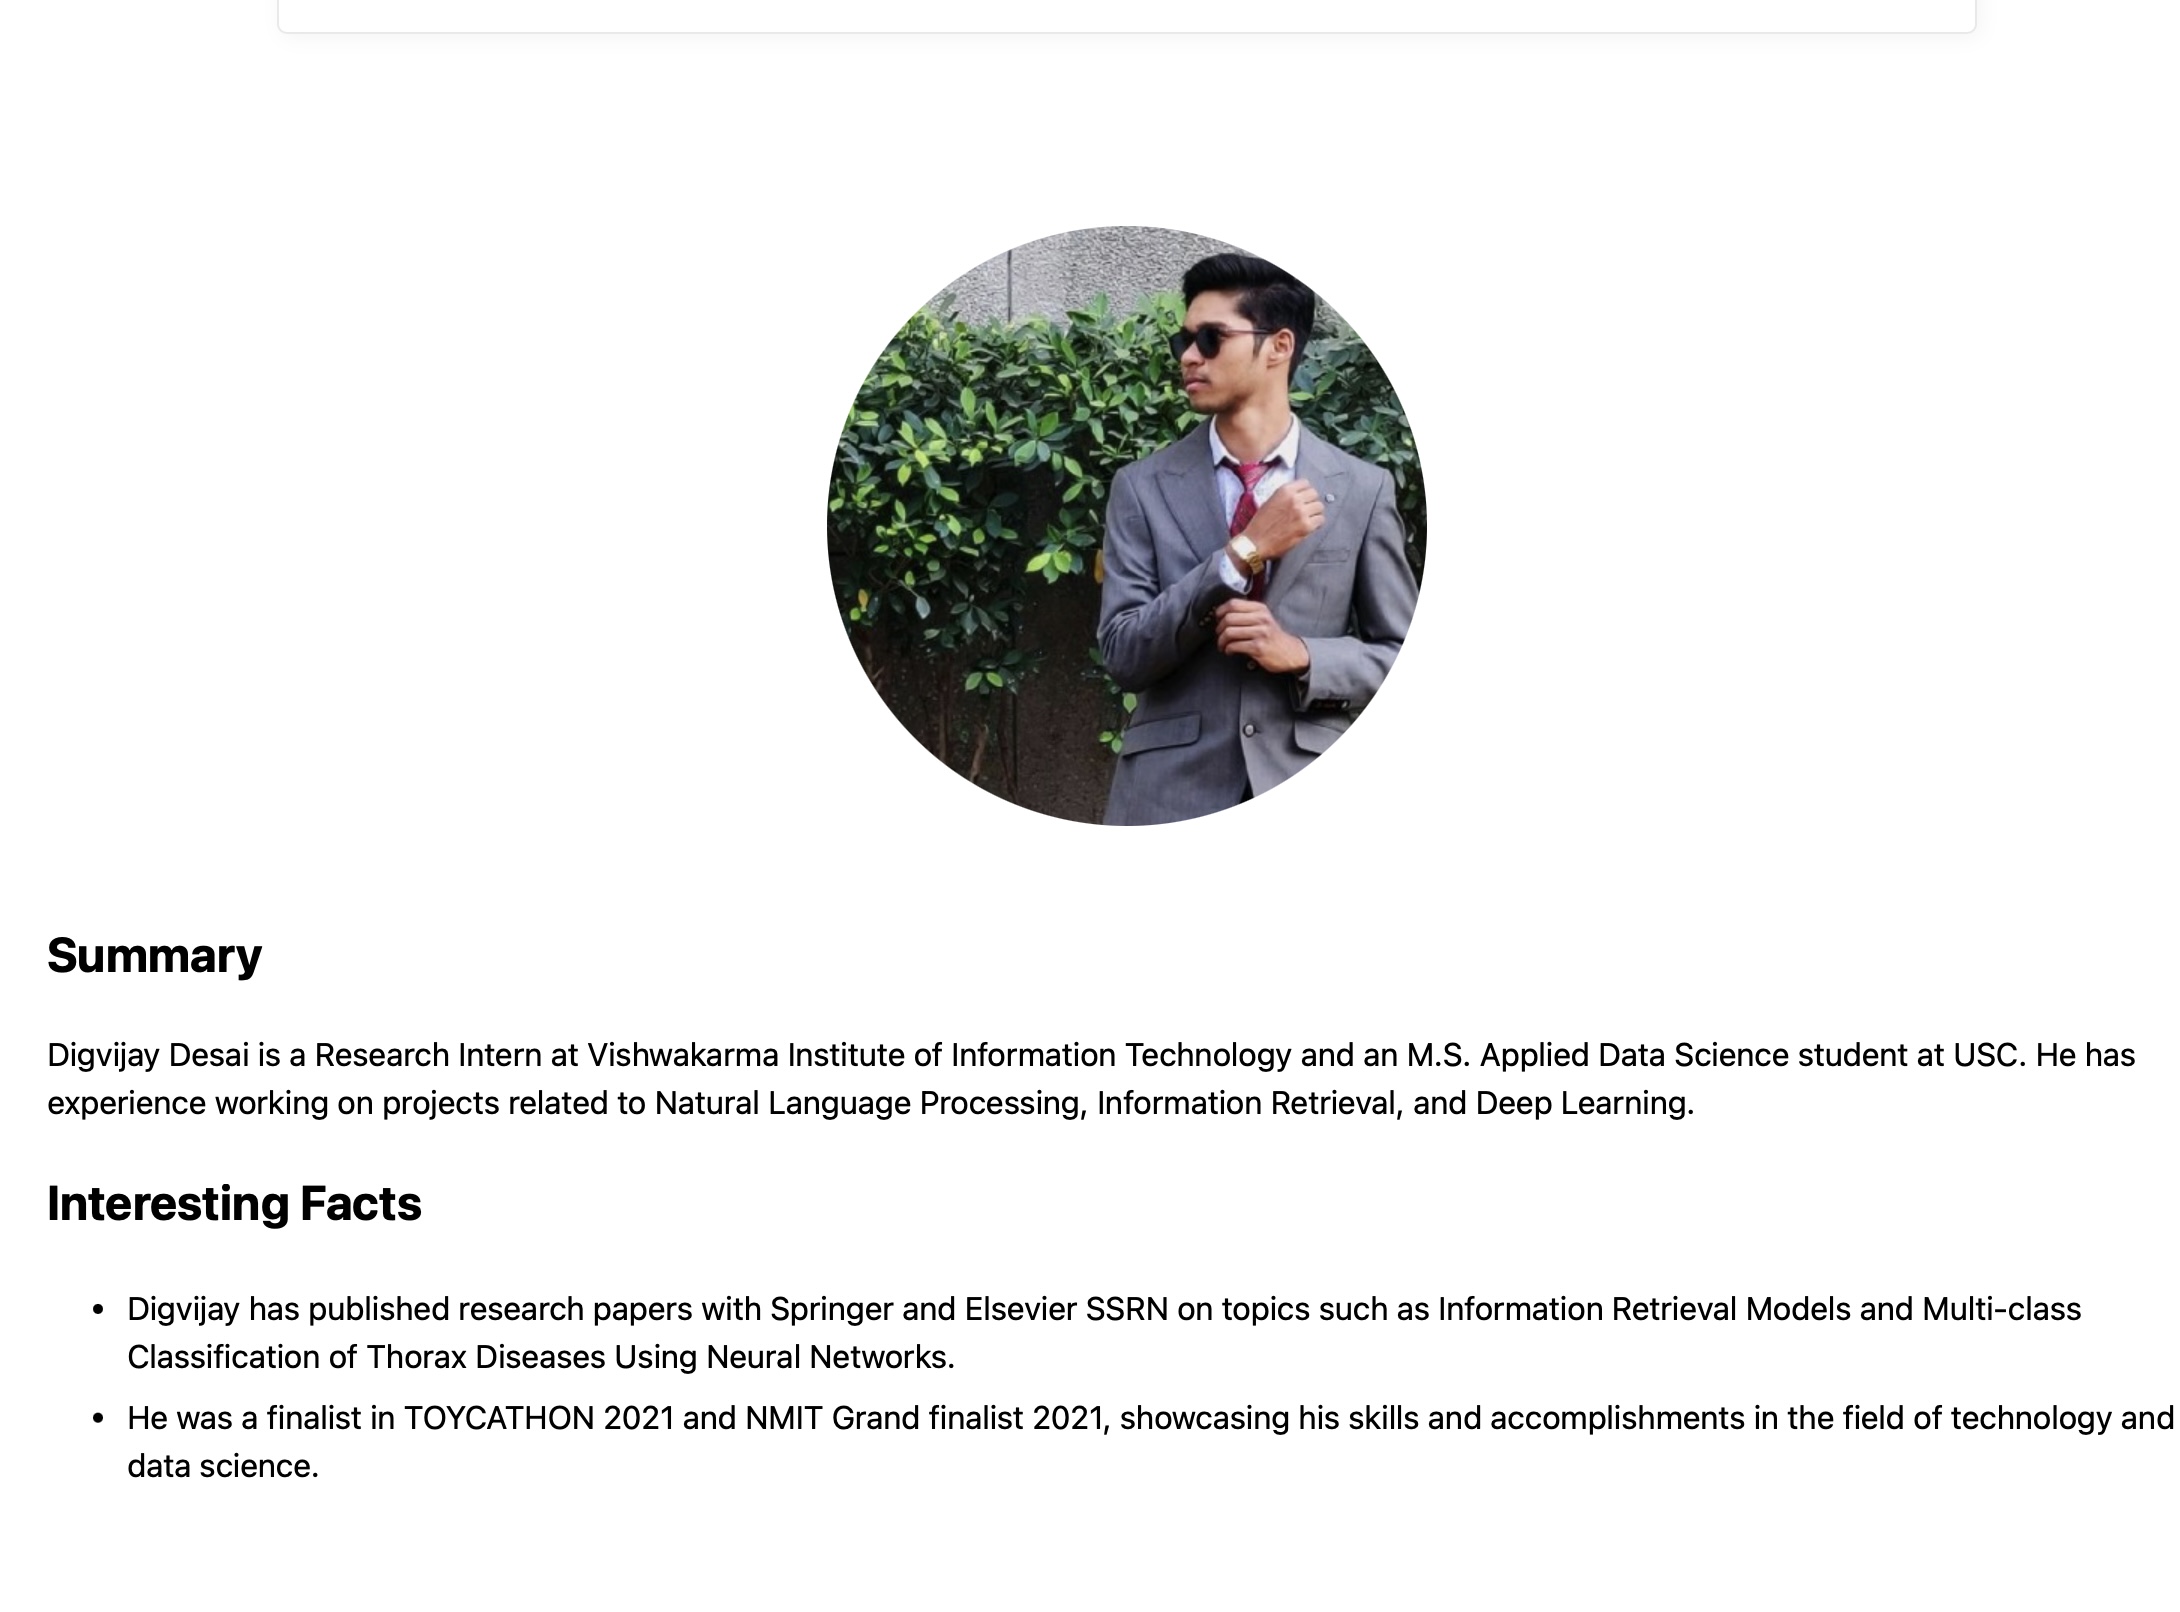 Summary
Digvijay Desai is a Research Intern at Vishwakarma Institute of Information Technology and an M.S. Applied Data Science student at USC. He has
experience working on projects related to Natural Language Processing, Information Retrieval, and Deep Learning.
Interesting Facts
• Digvijay has published research papers with Springer and Elsevier SSRN on topics such as Information Retrieval Models and Multi-class
Classification of Thorax Diseases Using Neural Networks.
• He was a finalist in TOYCATHON 2021 and NMIT Grand finalist 2021, showcasing his skills and accomplishments in the field of technology and
data science.